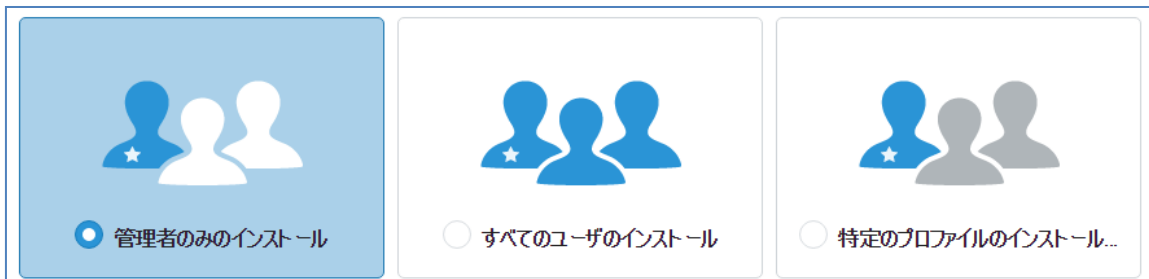 管理者のみのインストール
すべてのユーザのインストール
特定のプロファイルのインストール...